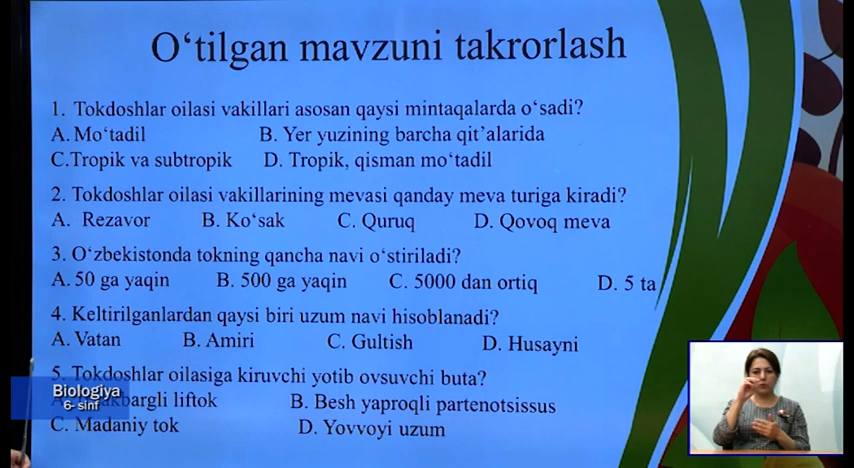 O‘tilgan mavzuni takrorlash
1. Tokdoshlar oilasi vakillari asosan qaysi mintaqalarda o‘sadi?
A. Mo‘tadil B. Yer yuzining barcha qit’alarida
C.Tropik va subtropik D. Tropik, qisman mo‘tadil
2. Tokdoshlar oilasi vakillarining mevasi qanday meva turiga kiradi?
A. Rezavor B. Ko‘sak C. Quruq D. Qovoq meva
3. O‘zbekistonda tokning qancha navi o‘stiriladi?
A. 50 ga yaqin B. 500 ga yaqin C. 5000 dan ortiq D. 5 ta
4. Keltirilganlardan qaysi biri uzum navi hisoblanadi?
A. Vatan B. Amiri C. Gultish D. Husayni
5. Tokdoshlar oilasiga kiruvchi yotib ovsuvchi buta?
Biologiya
6- sinf
liftok B. Besh yaproqli partenotsissus
C. Madaniy tok D. Yovvoyi uzum